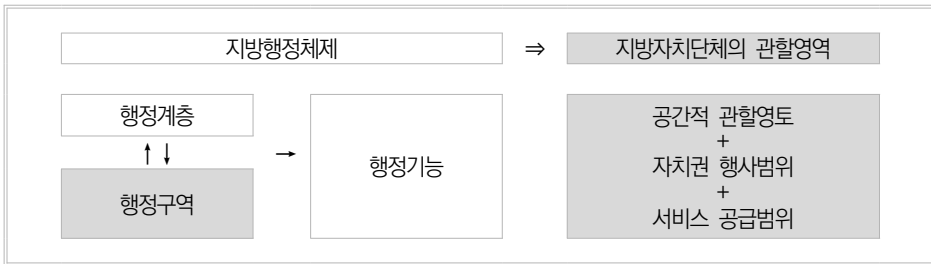 지방행정체제 ⇒ 지방자치단체의 관할영역
행정계층
↑↓
행정구역
→
행정기능
공간적 관할영토
+
자치권 행사범위
+
서비스 공급범위